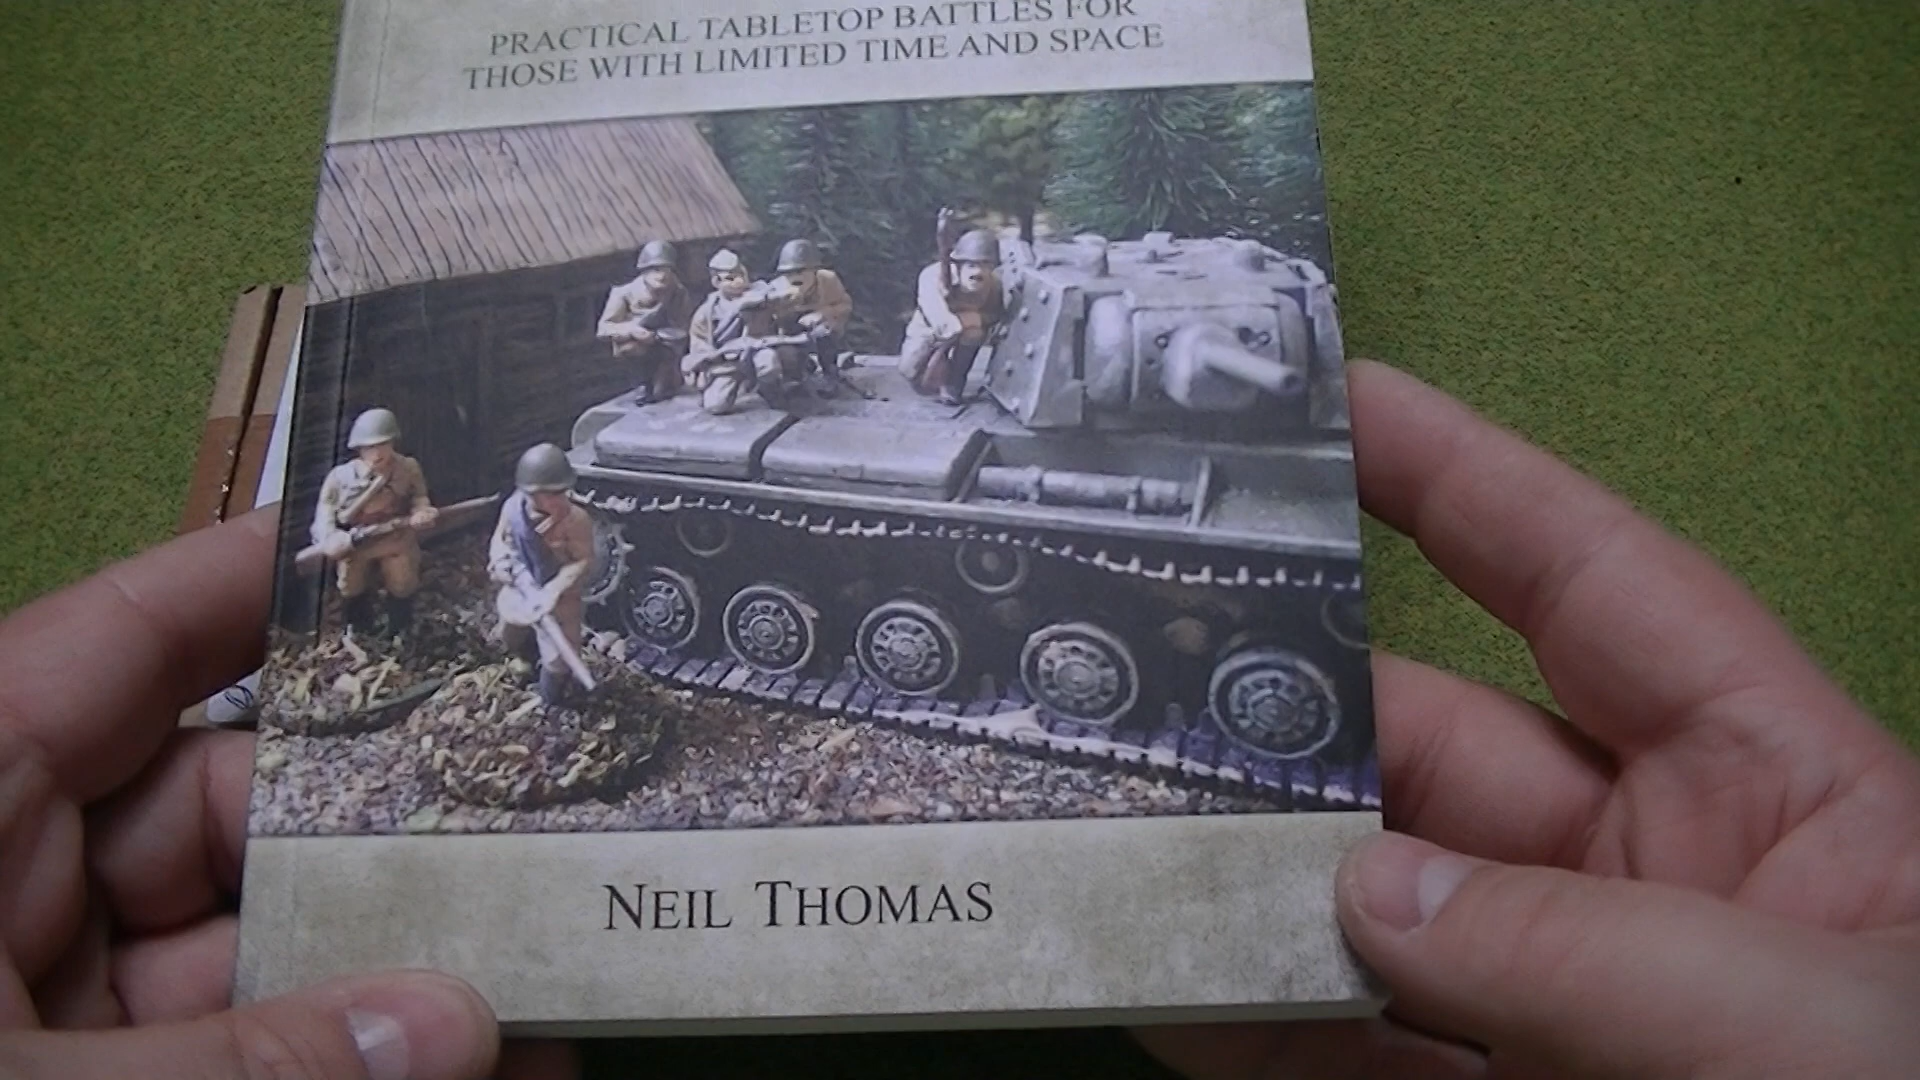 PRACTICAL TABLETOP BATTLES FOR
THOSE WITH LIMITED TIME AND SPACE
NEIL THOMAS